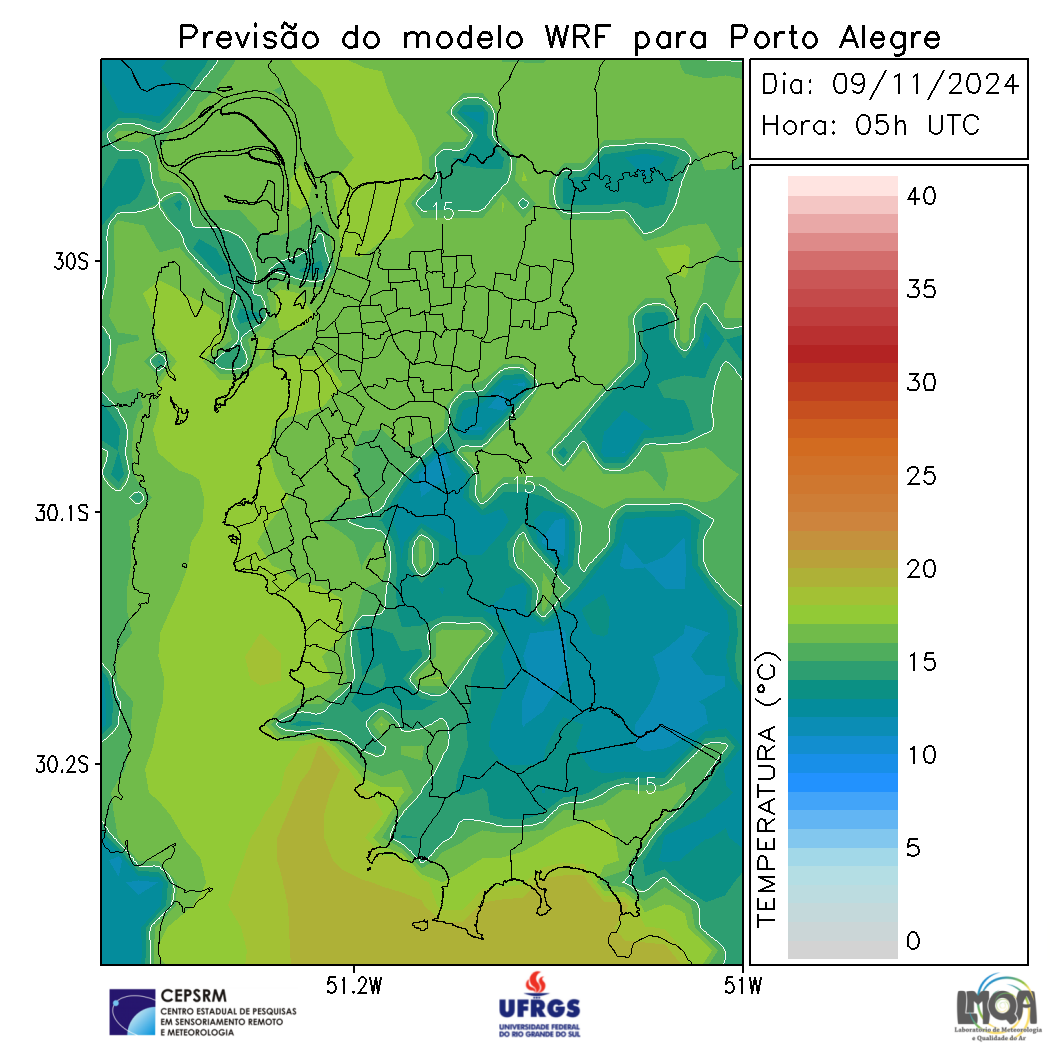 Previsão do modelo WRF para Porto Alegre
Dia: 09/11/2024
Hora: 05h UTC
30S
30.1S
30.2S
51.2W
51W
15
15
15
TEMPERATURA (°C)
40
35
30
25
20
15
10
5
0
CEPSRM
CENTRO ESTADUAL DE PESQUISAS
EM SENSORIAMENTO REMOTO
E METEOROLOGIA
UFRGS
UNIVERSIDADE FEDERAL
DO RIO GRANDE DO SUL
LMQA
Laboratório de Meteorologia
e Qualidade do Ar